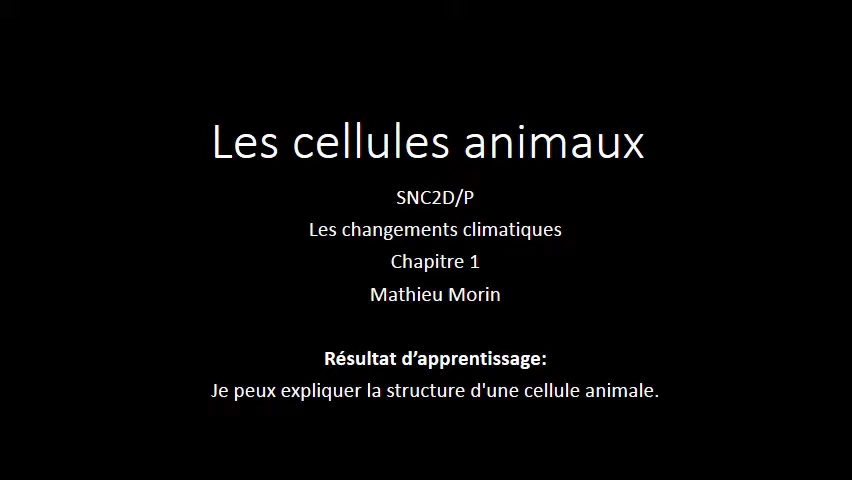 Les cellules animaux
SNC2D/P
Les changements climatiques
Chapitre 1
Mathieu Morin
Résultat d’apprentissage:
Je peux expliquer la structure d'une cellule animale.